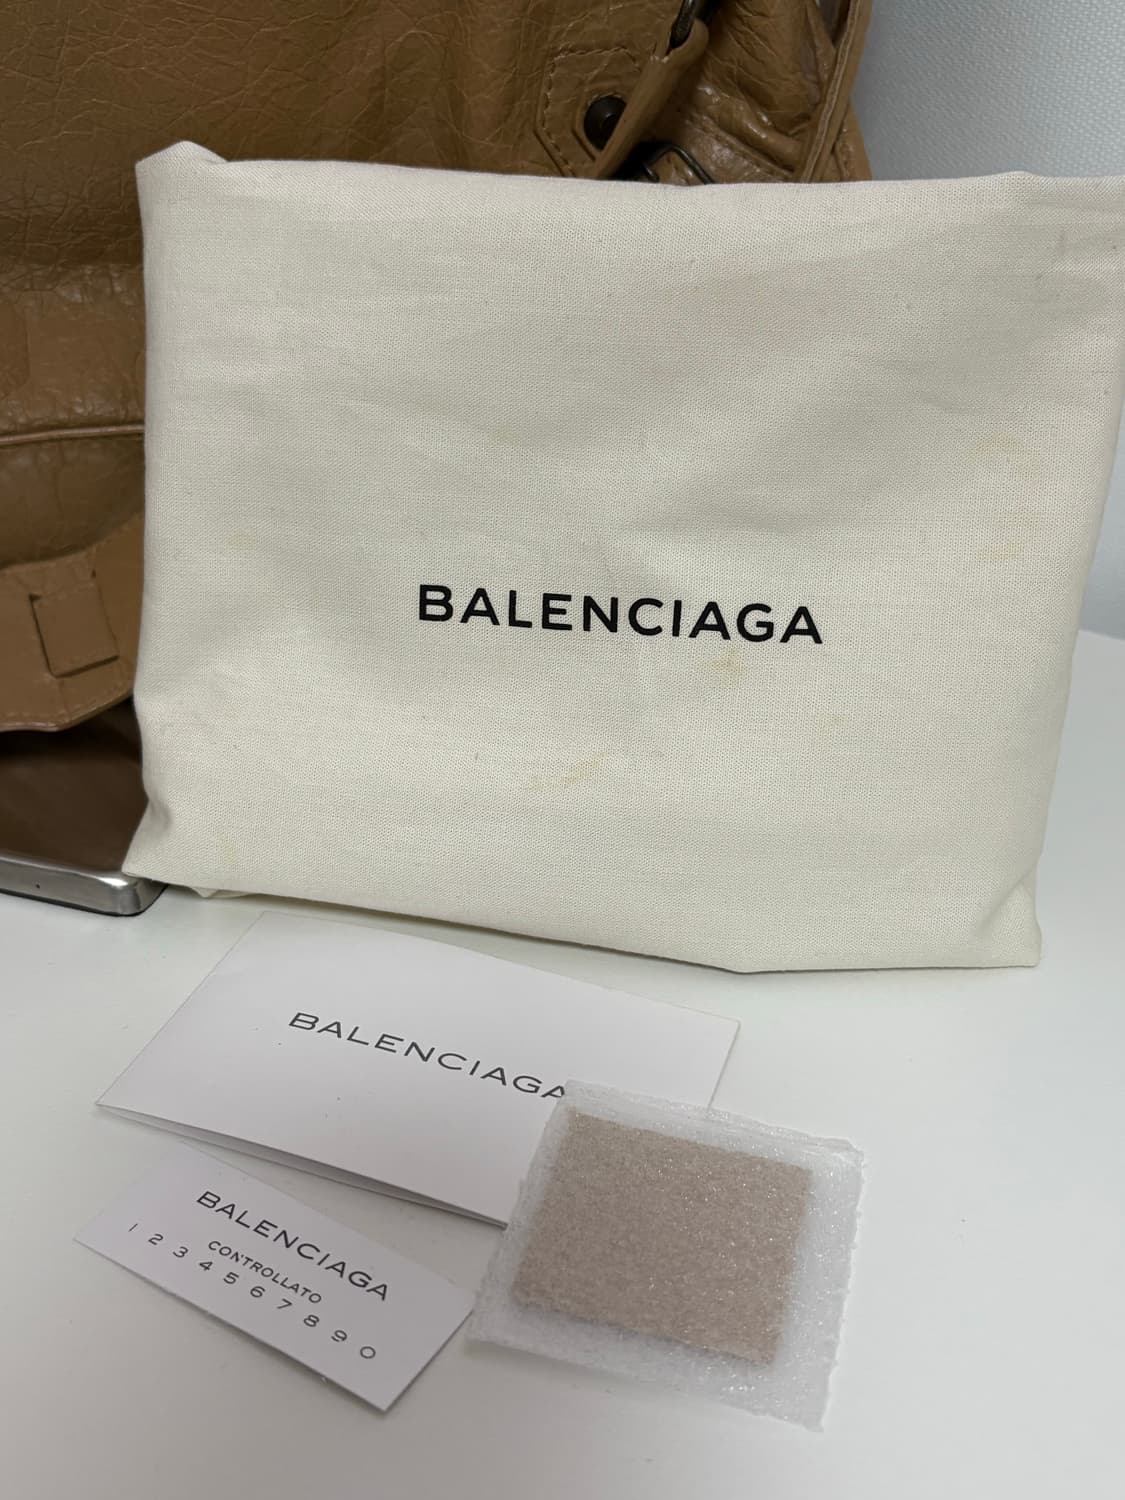 BALENCIAGA
BALENCIAGA
BALENCIAGA
CONTROLLATO
1 2 3 4 5 6 7 8 9 0